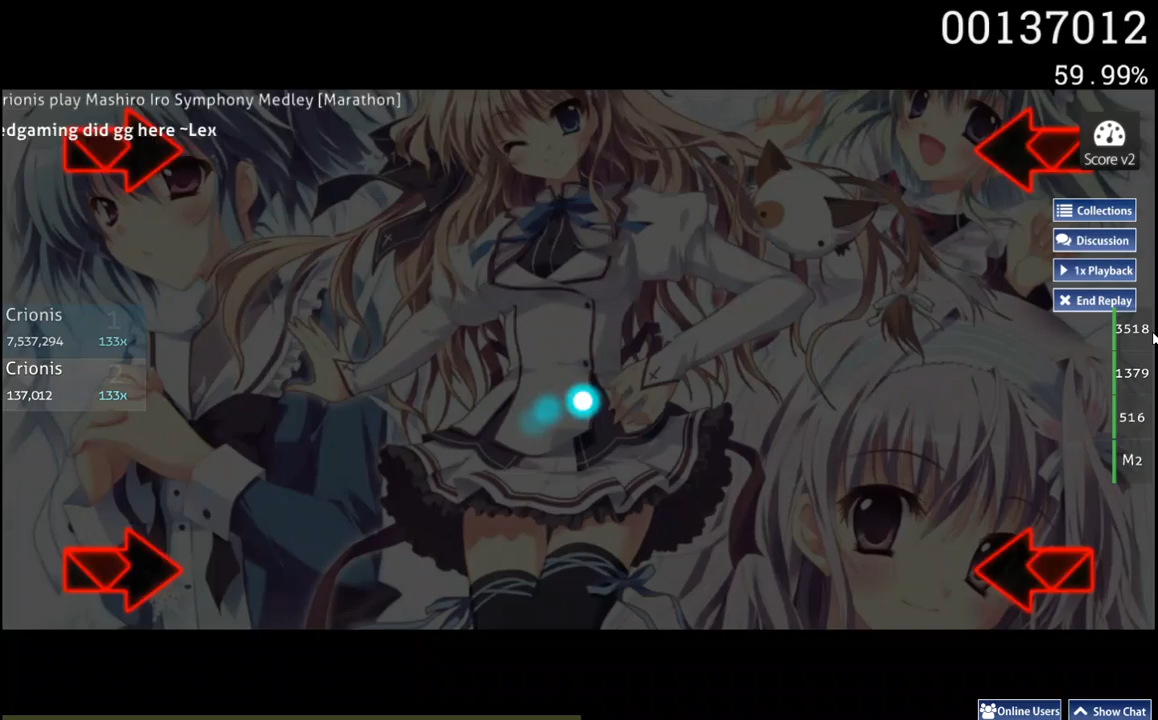 00137012
59.99%
rionis play Mashiro Iro Symphony Medley [Marathon]
edgaming did gg here ~Lex
Score v2
Collections
Discussion
1x Playback
End Replay
Crionis
1
7,537,294 133x
Crionis
2
137,012 133x
3518
1379
516
M2
Online Users
Show Chat